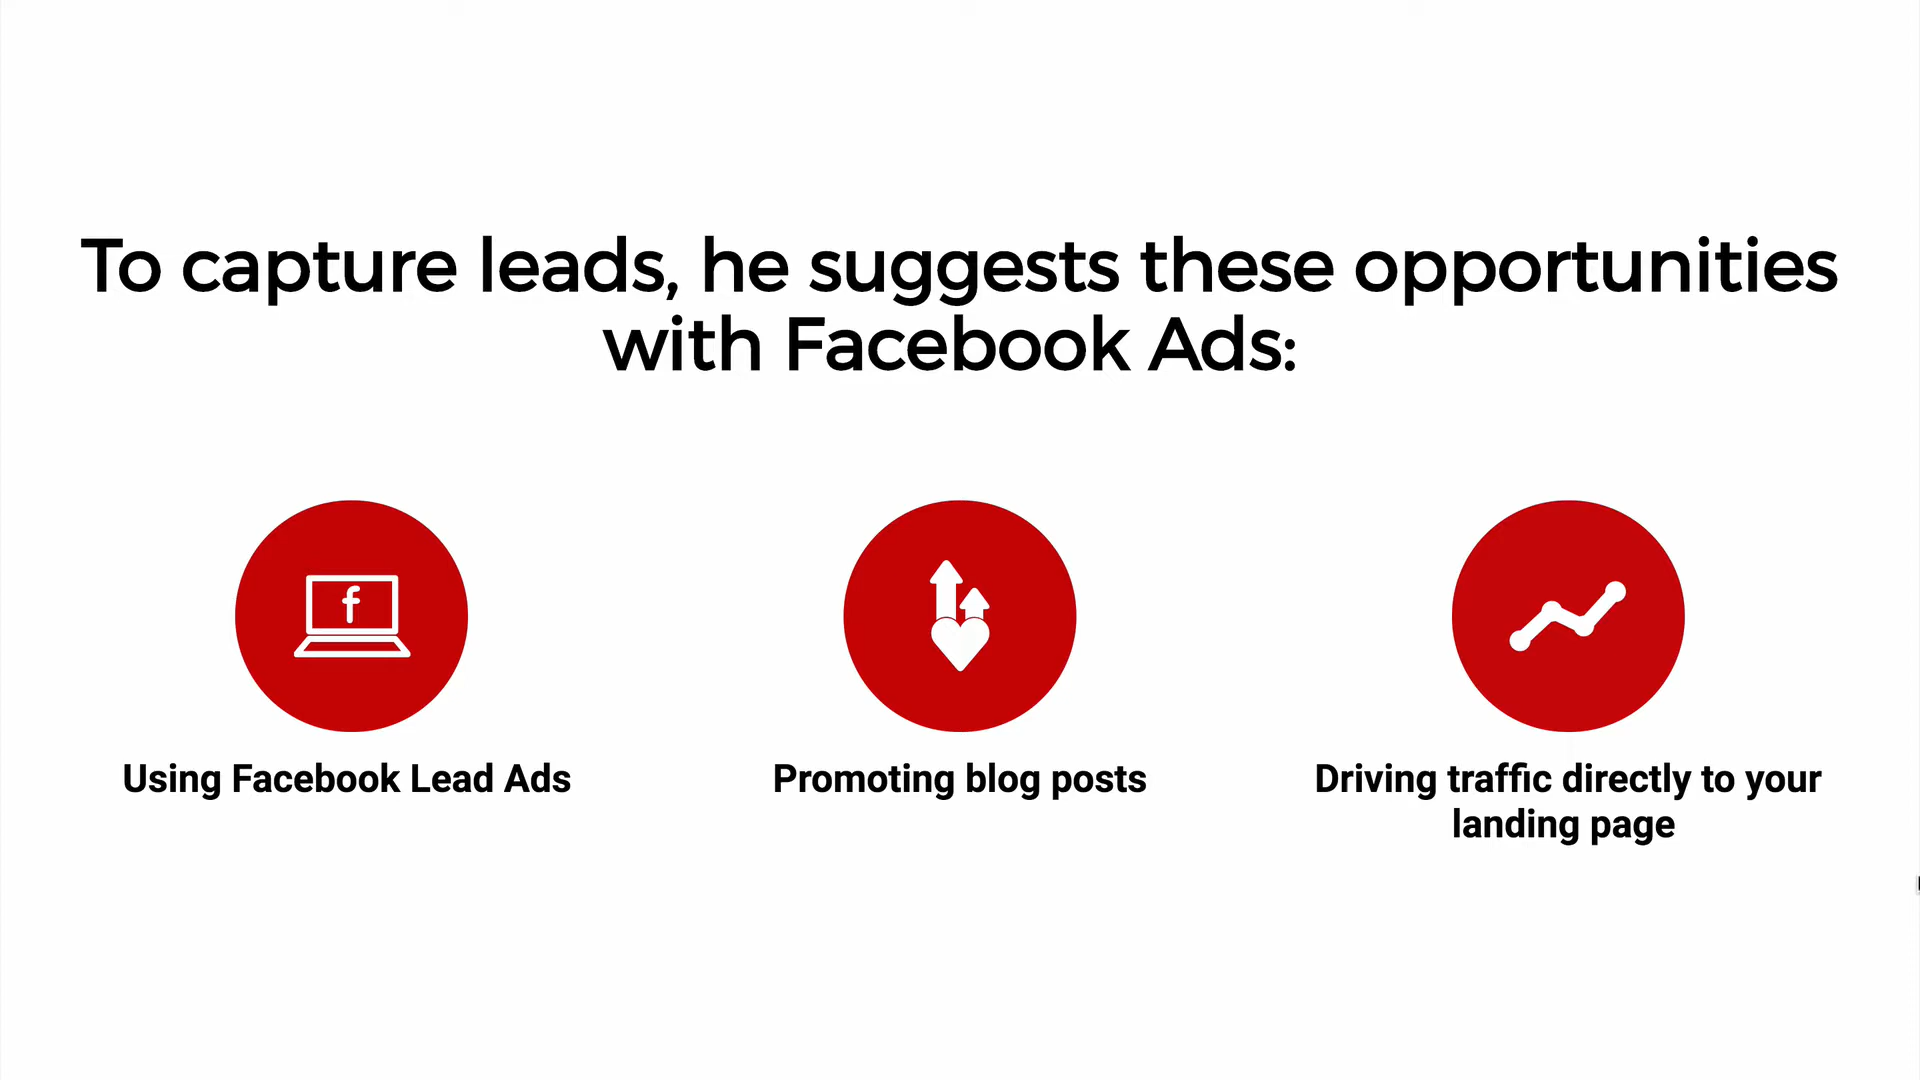 To capture leads, he suggests these opportunities
with Facebook Ads:
f
Using Facebook Lead Ads
Promoting blog posts
Driving traffic directly to your
landing page